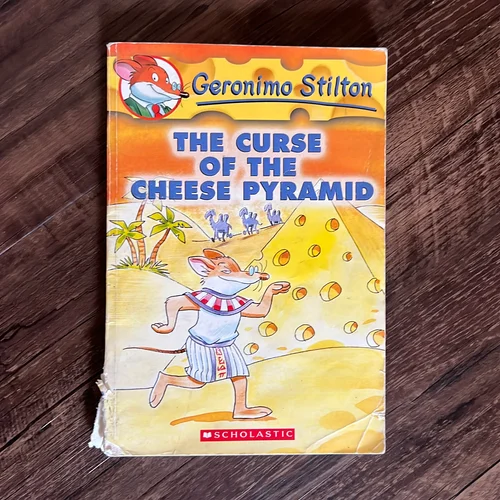 Geronimo Stilton
THE CURSE
OF THE
CHEESE PYRAMID
SCHOLASTIC